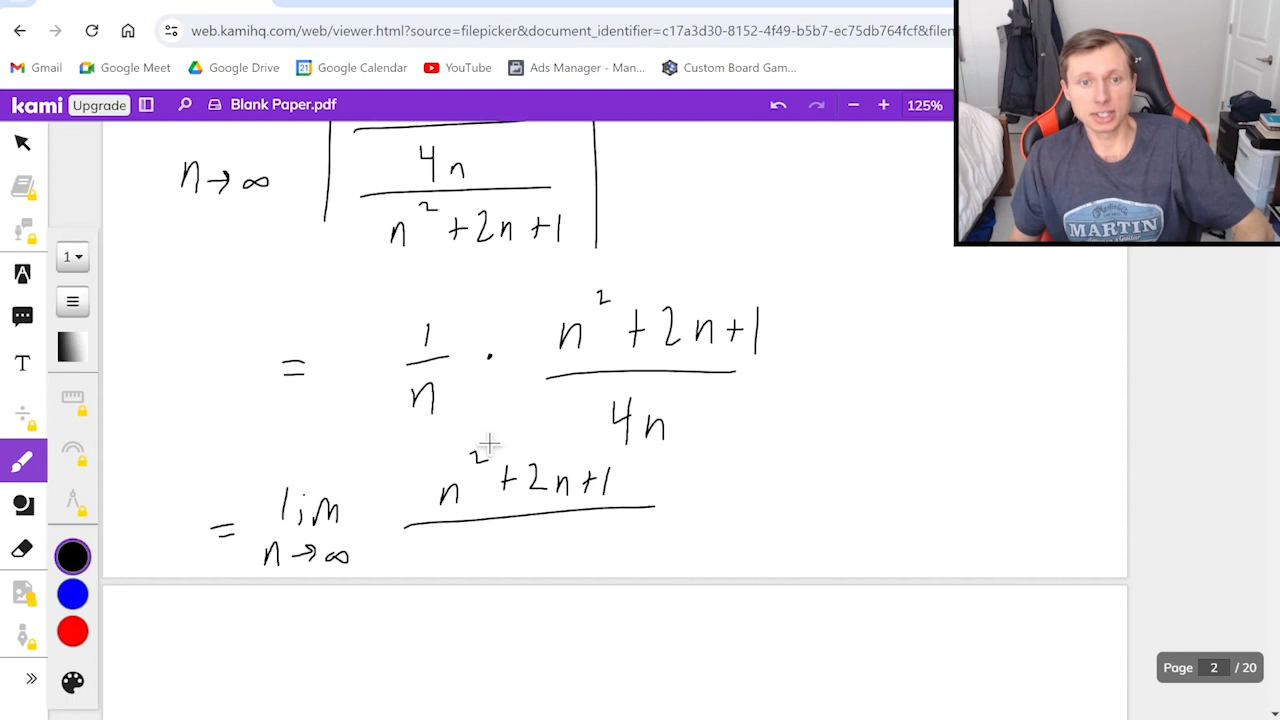 web.kamihq.com/web/viewer.html?source=filepicker&document_identifier=c17a3d30-8152-4f49-b5b7-ec75db764fcf&filen
Gmail Google Meet Google Drive 21 Google Calendar YouTube Ads Manager - Man... Custom Board Gam...
kami Upgrade Blank Paper.pdf 125%
4n
n→∞
n² + 2n + 1
= 1/n · (n² + 2n + 1)/(4n)
n² + 2n + 1
= lim
n→∞
1
T
MARTIN
Page 2 / 20